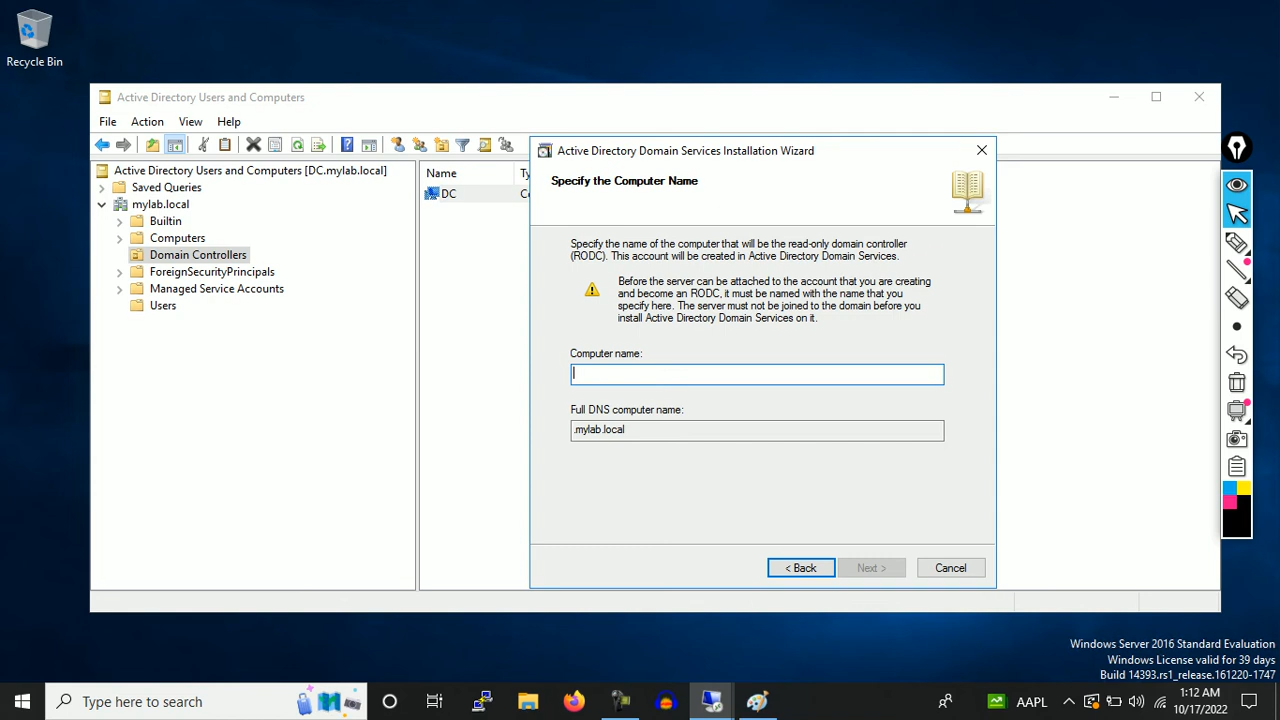 Recycle Bin
Active Directory Users and Computers
File Action View Help
Active Directory Users and Computers [DC.mylab.local]
Saved Queries
mylab.local
Builtin
Computers
Domain Controllers
ForeignSecurityPrincipals
Managed Service Accounts
Users
Name
DC
Active Directory Domain Services Installation Wizard
Specify the Computer Name
Specify the name of the computer that will be the read-only domain controller
(RODC). This account will be created in Active Directory Domain Services.
Before the server can be attached to the account that you are creating
and become an RODC, it must be named with the name that you
specify here. The server must not be joined to the domain before you
install Active Directory Domain Services on it.
Computer name:
Full DNS computer name:
.mylab.local
< Back Next > Cancel
Windows Server 2016 Standard Evaluation
Windows License valid for 39 days
Build 14393.rs1_release.161220-1747
Type here to search
AAPL
1:12 AM
10/17/2022